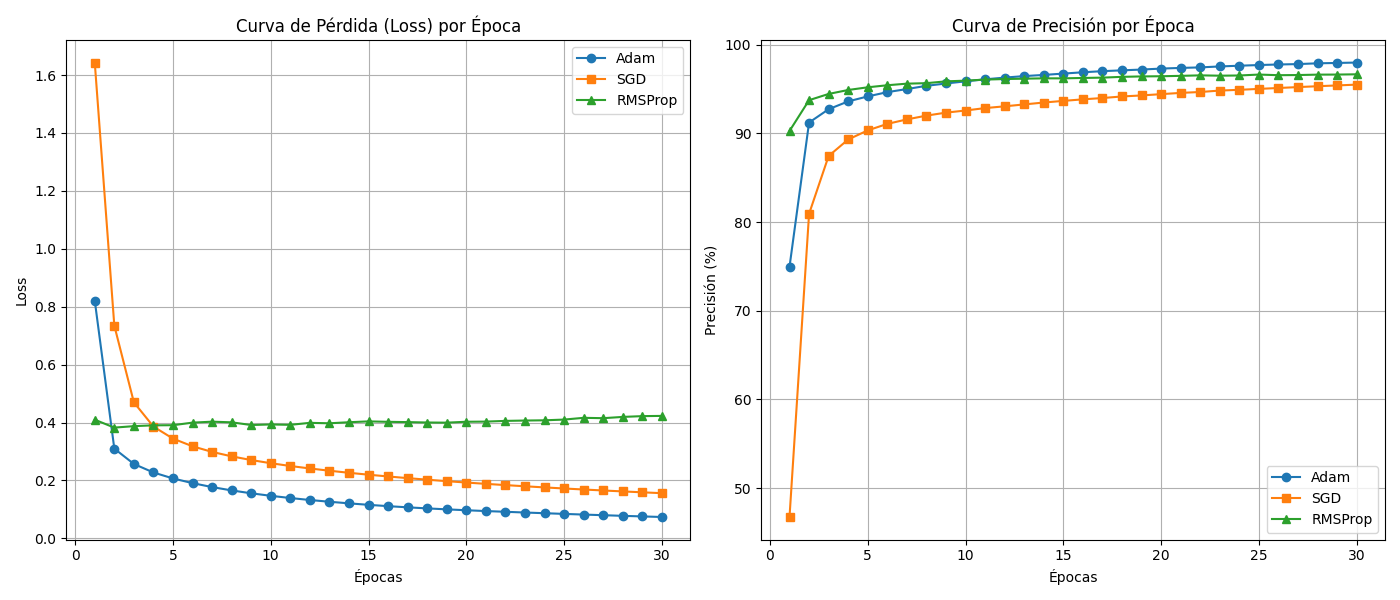 Curva de Pérdida (Loss) por Época
Loss
1.6
1.4
1.2
1.0
0.8
0.6
0.4
0.2
0.0
0 5 10 15 20 25 30
Épocas
Adam
SGD
RMSProp
Curva de Precisión por Época
Precisión (%)
100
90
80
70
60
50
0 5 10 15 20 25 30
Épocas
Adam
SGD
RMSProp